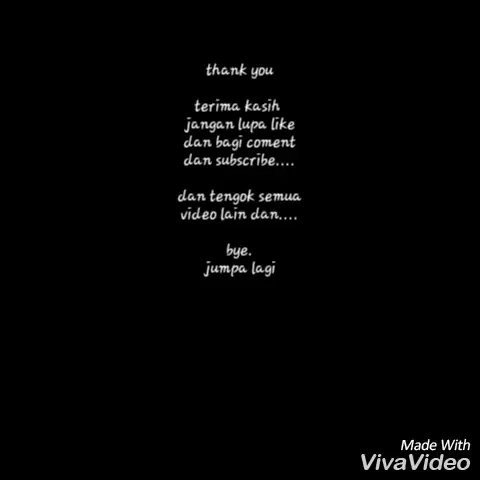 thank you
terima kasih
jangan lupa like
dan bagi coment
dan subscribe....
dan tengok semua
video lain dan....
bye.
jumpa lagi
Made With
VivaVideo